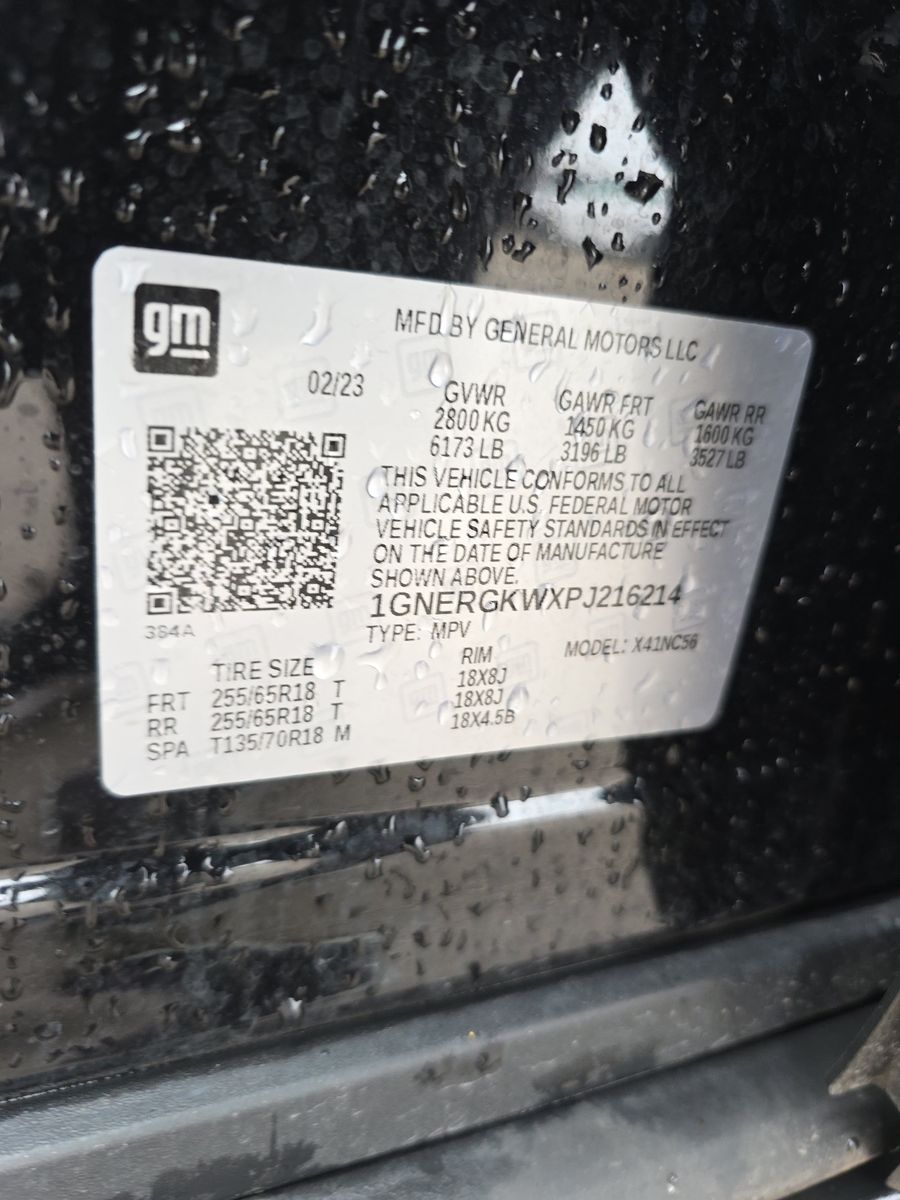 gm
MFD BY GENERAL MOTORS LLC
02/23
GVWR GAWR FRT GAWR RR
2800 KG 1450 KG 1600 KG
6173 LB 3196 LB 3527 LB
THIS VEHICLE CONFORMS TO ALL
APPLICABLE U.S. FEDERAL MOTOR
VEHICLE SAFETY STANDARDS IN EFFECT
ON THE DATE OF MANUFACTURE
SHOWN ABOVE.
1GNERGKWXPJ216214
384A
TYPE: MPV MODEL: X41NC56
TIRE SIZE RIM
FRT 255/65R18 T 18X8J
RR 255/65R18 T 18X8J
SPA T135/70R18 M 18X4.5B